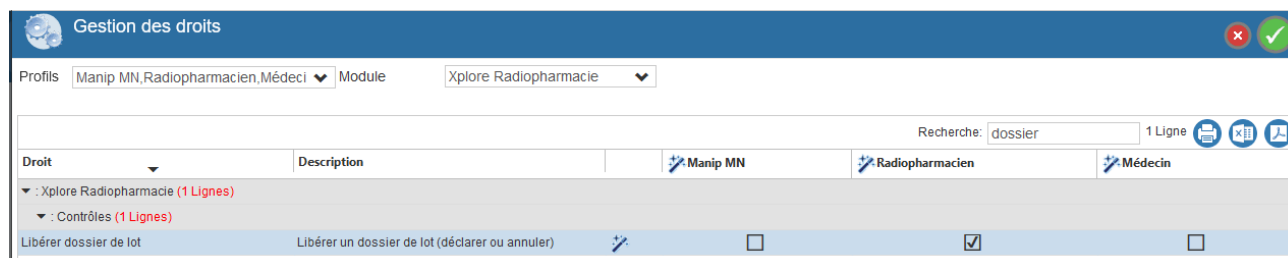 Gestion des droits
Profils Manip MN,Radiopharmacien,Médeci Module Xplore Radiopharmacie
Recherche: dossier 1 Ligne
Droit Description Manip MN Radiopharmacien Médecin
: Xplore Radiopharmacie (1 Lignes)
: Contrôles (1 Lignes)
Libérer dossier de lot Libérer un dossier de lot (déclarer ou annuler)